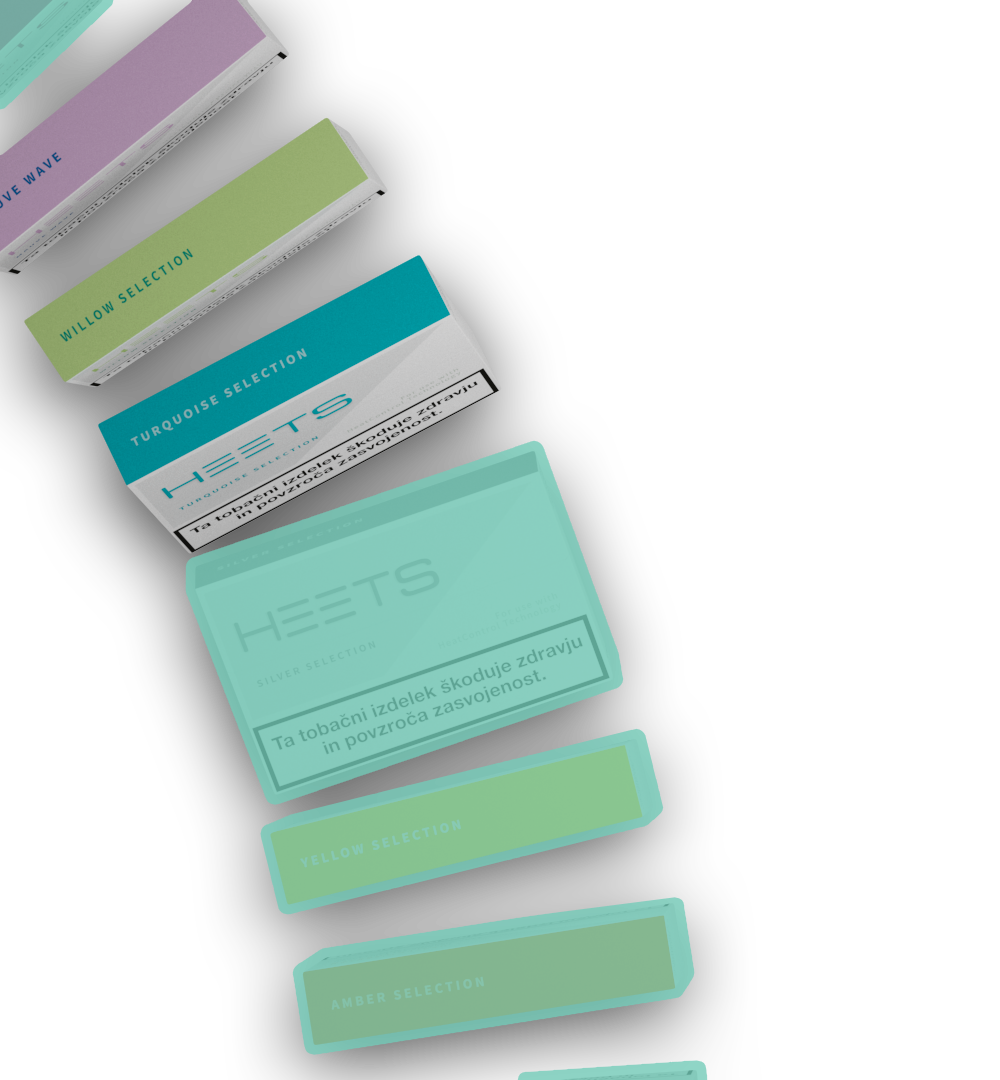 WAVE
WILLOW SELECTION
TURQUOISE SELECTION
HEETS
TURQUOISE SELECTION
Ta tobačni izdelek škoduje zdravju
in povzroča zasvojenost.
SILVER SELECTION
HEETS
SILVER SELECTION
Ta tobačni izdelek škoduje zdravju
in povzroča zasvojenost.
YELLOW SELECTION
AMBER SELECTION